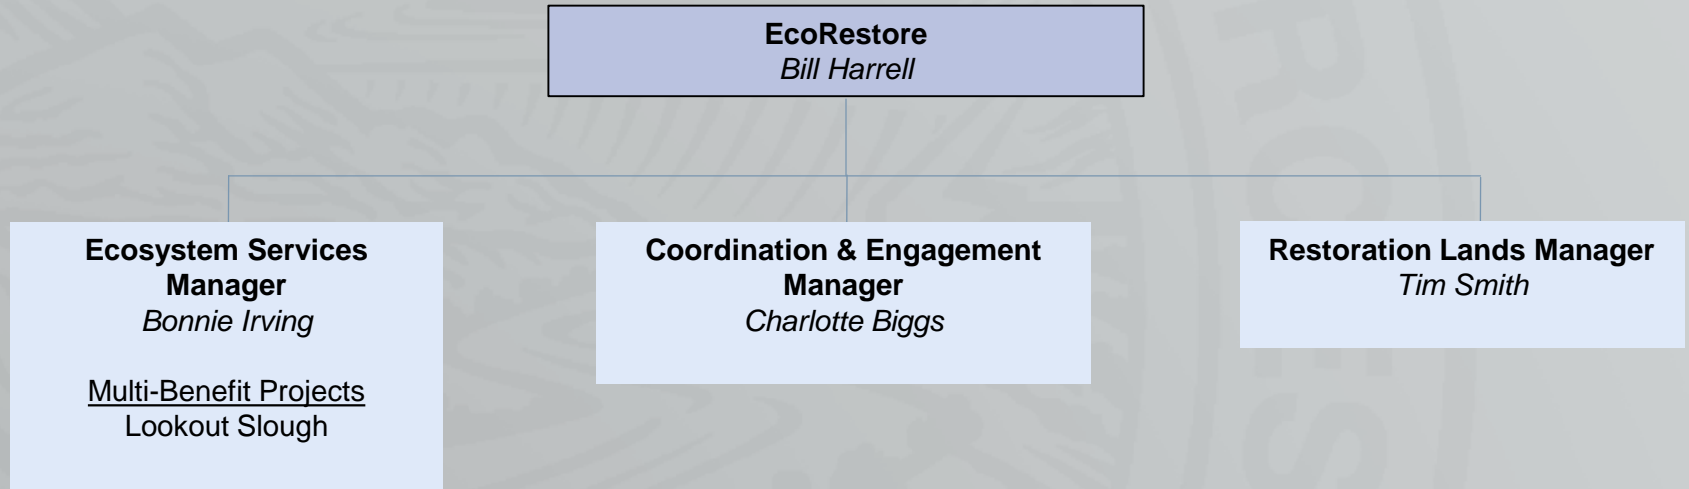 EcoRestore
Bill Harrell
Ecosystem Services
Manager
Bonnie Irving
Multi-Benefit Projects
Lookout Slough
Coordination & Engagement
Manager
Charlotte Biggs
Restoration Lands Manager
Tim Smith